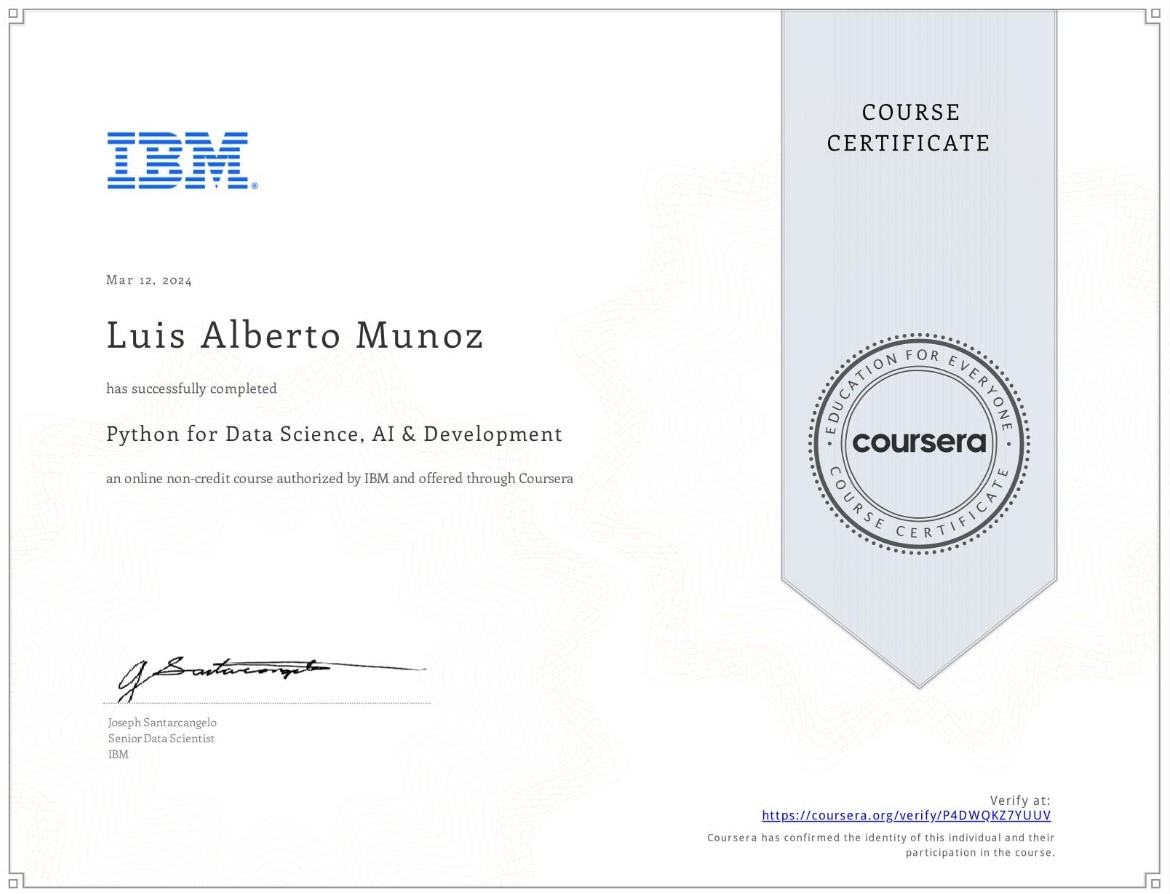 COURSE
CERTIFICATE
IBM®
Mar 12, 2024
Luis Alberto Munoz
has successfully completed
Python for Data Science, AI & Development
an online non-credit course authorized by IBM and offered through Coursera
EDUCATION FOR EVERYONE
coursera
COURSE CERTIFICATE
J Santarcangelo
Joseph Santarcangelo
Senior Data Scientist
IBM
Verify at:
https://coursera.org/verify/P4DWQKZ7YUUV
Coursera has confirmed the identity of this individual and their
participation in the course.